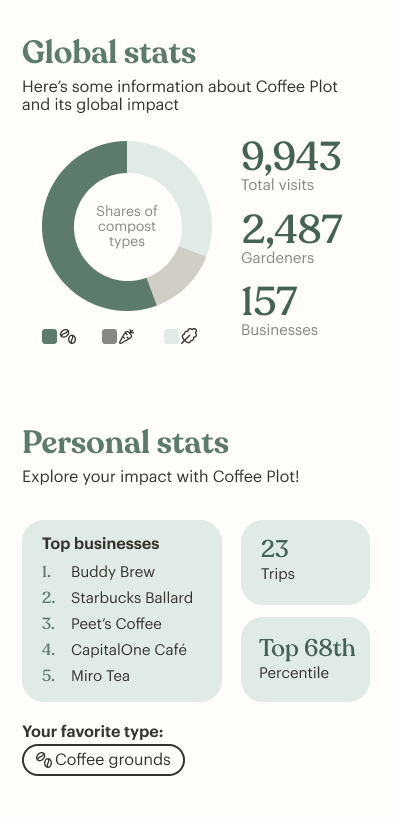 Global stats
Here's some information about Coffee Plot
and its global impact
Shares of
compost
types
9,943
Total visits
2,487
Gardeners
157
Businesses
Personal stats
Explore your impact with Coffee Plot!
Top businesses
1. Buddy Brew
2. Starbucks Ballard
3. Peet's Coffee
4. CapitalOne Café
5. Miro Tea
23
Trips
Top 68th
Percentile
Your favorite type:
Coffee grounds